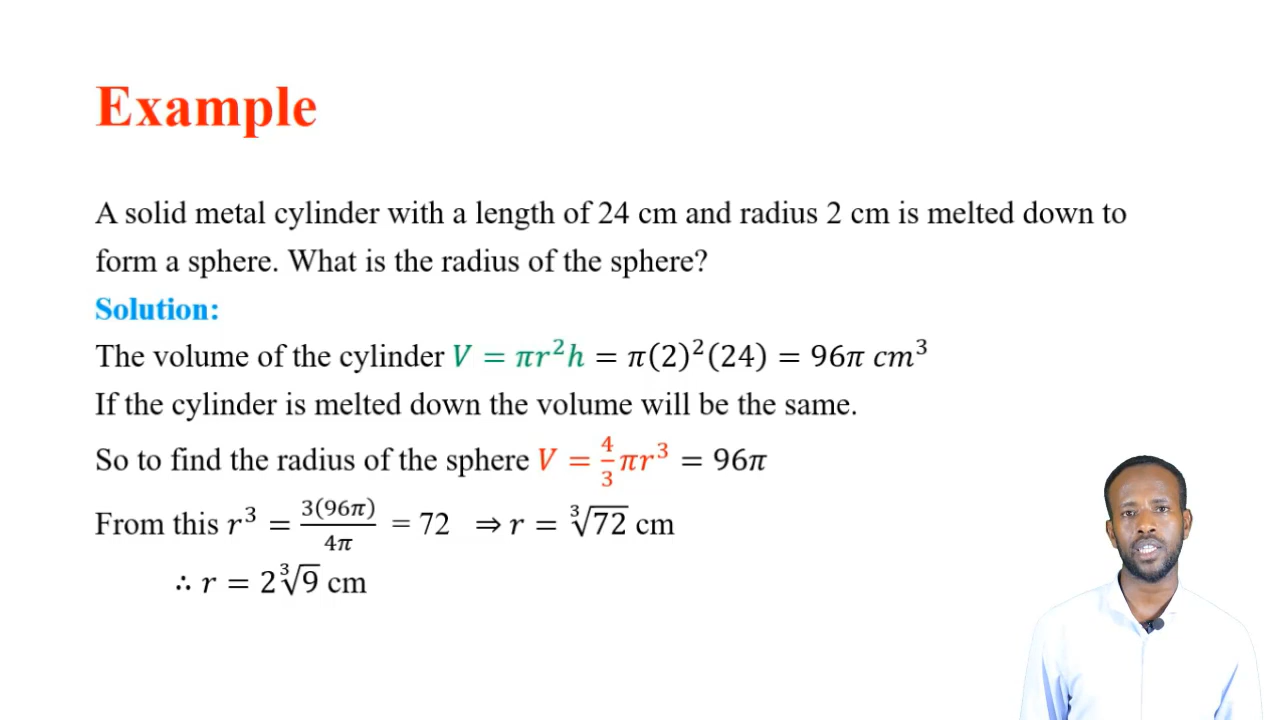 Example
A solid metal cylinder with a length of 24 cm and radius 2 cm is melted down to
form a sphere. What is the radius of the sphere?
Solution:
The volume of the cylinder V = πr²h = π(2)²(24) = 96π cm³
If the cylinder is melted down the volume will be the same.
So to find the radius of the sphere V = 4/3 πr³ = 96π
From this r³ = 3(96π)/4π = 72 ⇒ r = ∛72 cm
∴ r = 2∛9 cm